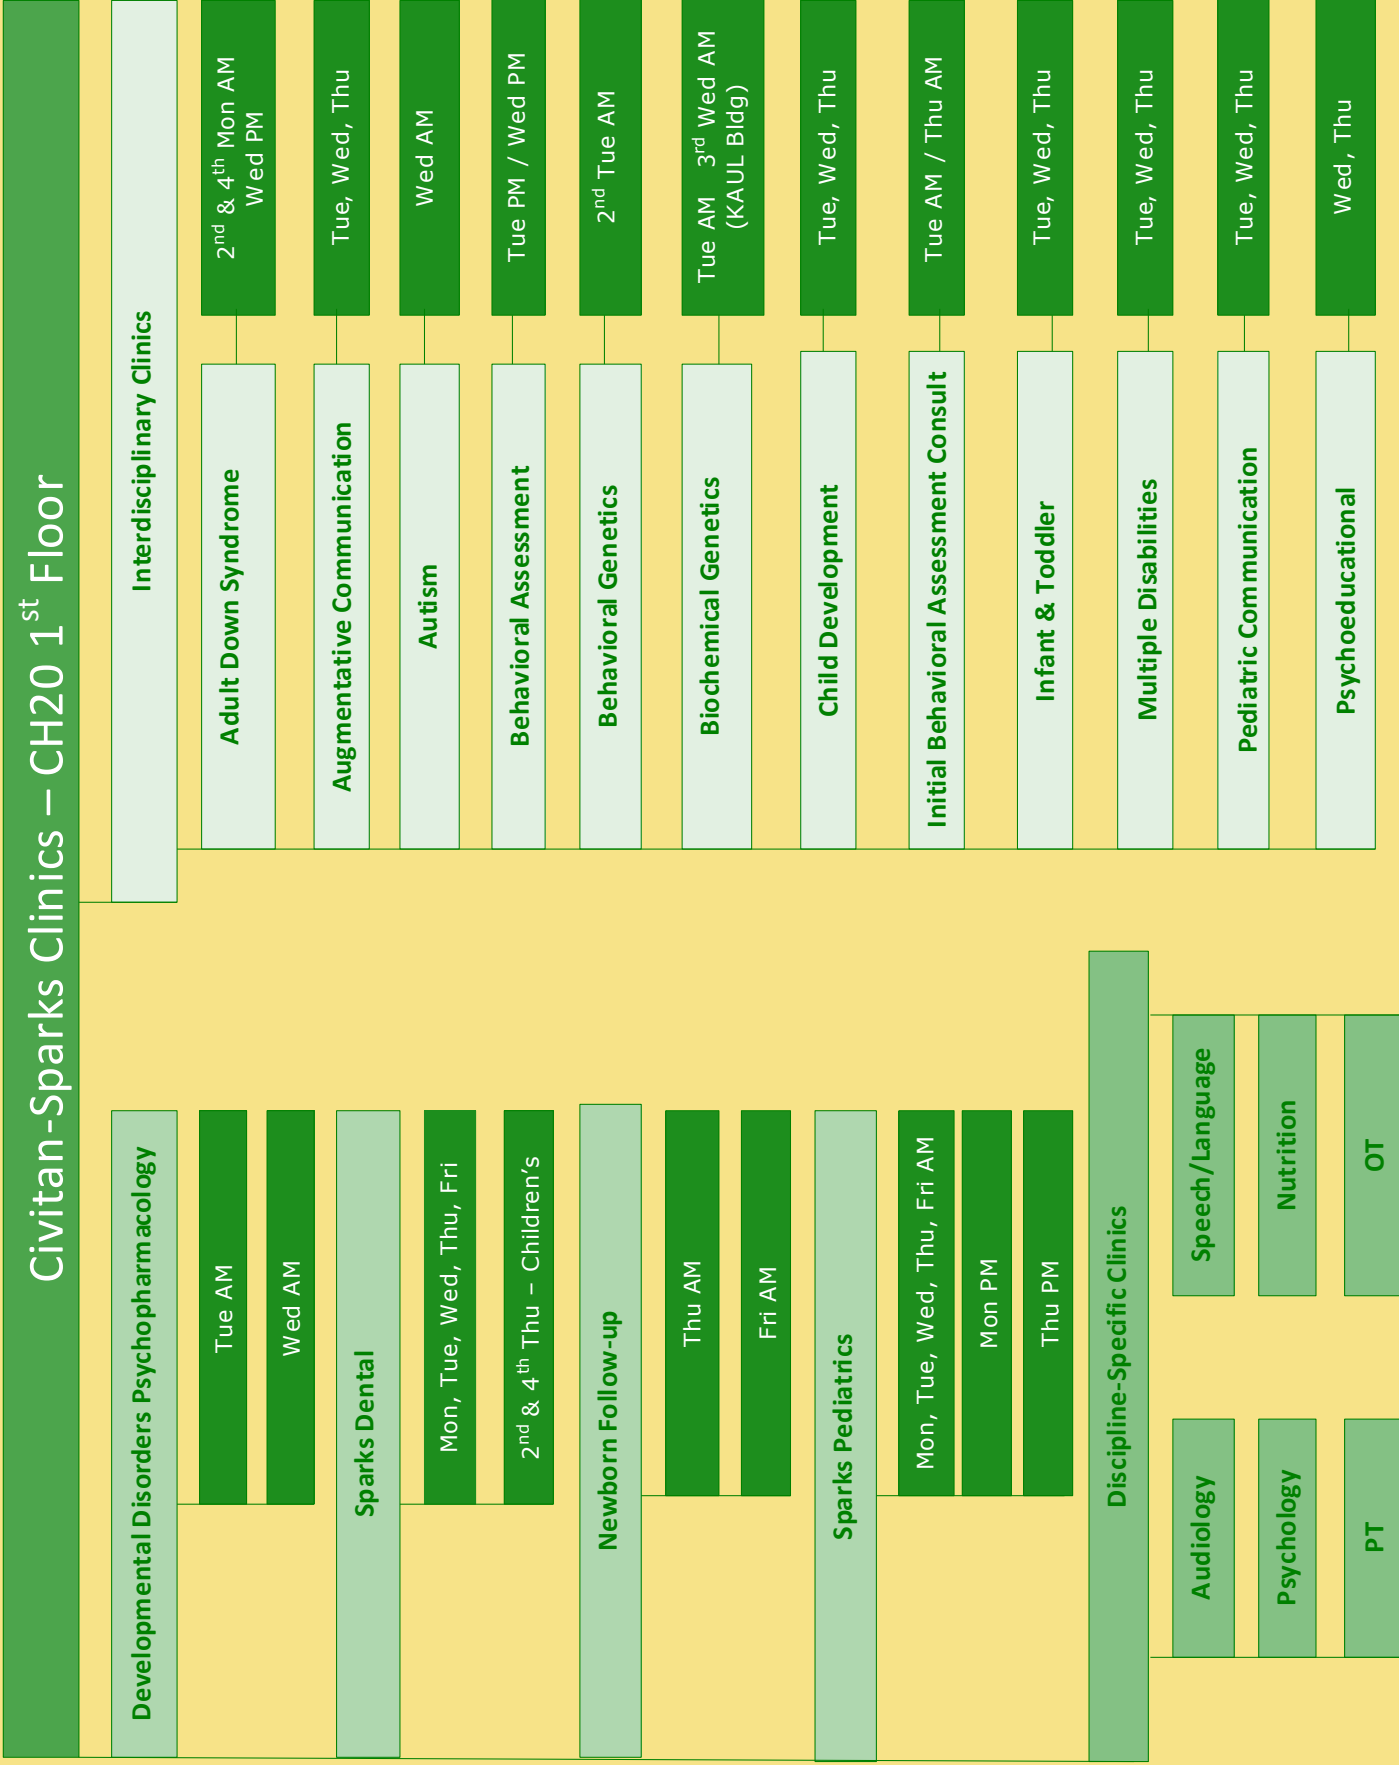 Civitan-Sparks Clinics – CH20 1st Floor
Developmental Disorders Psychopharmacology
Tue AM
Wed AM
Sparks Dental
Mon, Tue, Wed, Thu, Fri
2nd & 4th Thu – Children’s
Newborn Follow-up
Thu AM
Fri AM
Sparks Pediatrics
Mon, Tue, Wed, Thu, Fri AM
Mon PM
Thu PM
Discipline-Specific Clinics
Audiology
Speech/Language
Psychology
Nutrition
PT
OT
Interdisciplinary Clinics
Adult Down Syndrome
2nd & 4th Mon AM
Wed PM
Augmentative Communication
Tue, Wed, Thu
Autism
Wed AM
Behavioral Assessment
Tue PM / Wed PM
Behavioral Genetics
2nd Tue AM
Biochemical Genetics
Tue AM 3rd Wed AM
(KAUL Bldg)
Child Development
Tue, Wed, Thu
Initial Behavioral Assessment Consult
Tue AM / Thu AM
Infant & Toddler
Tue, Wed, Thu
Multiple Disabilities
Tue, Wed, Thu
Pediatric Communication
Tue, Wed, Thu
Psychoeducational
Wed, Thu